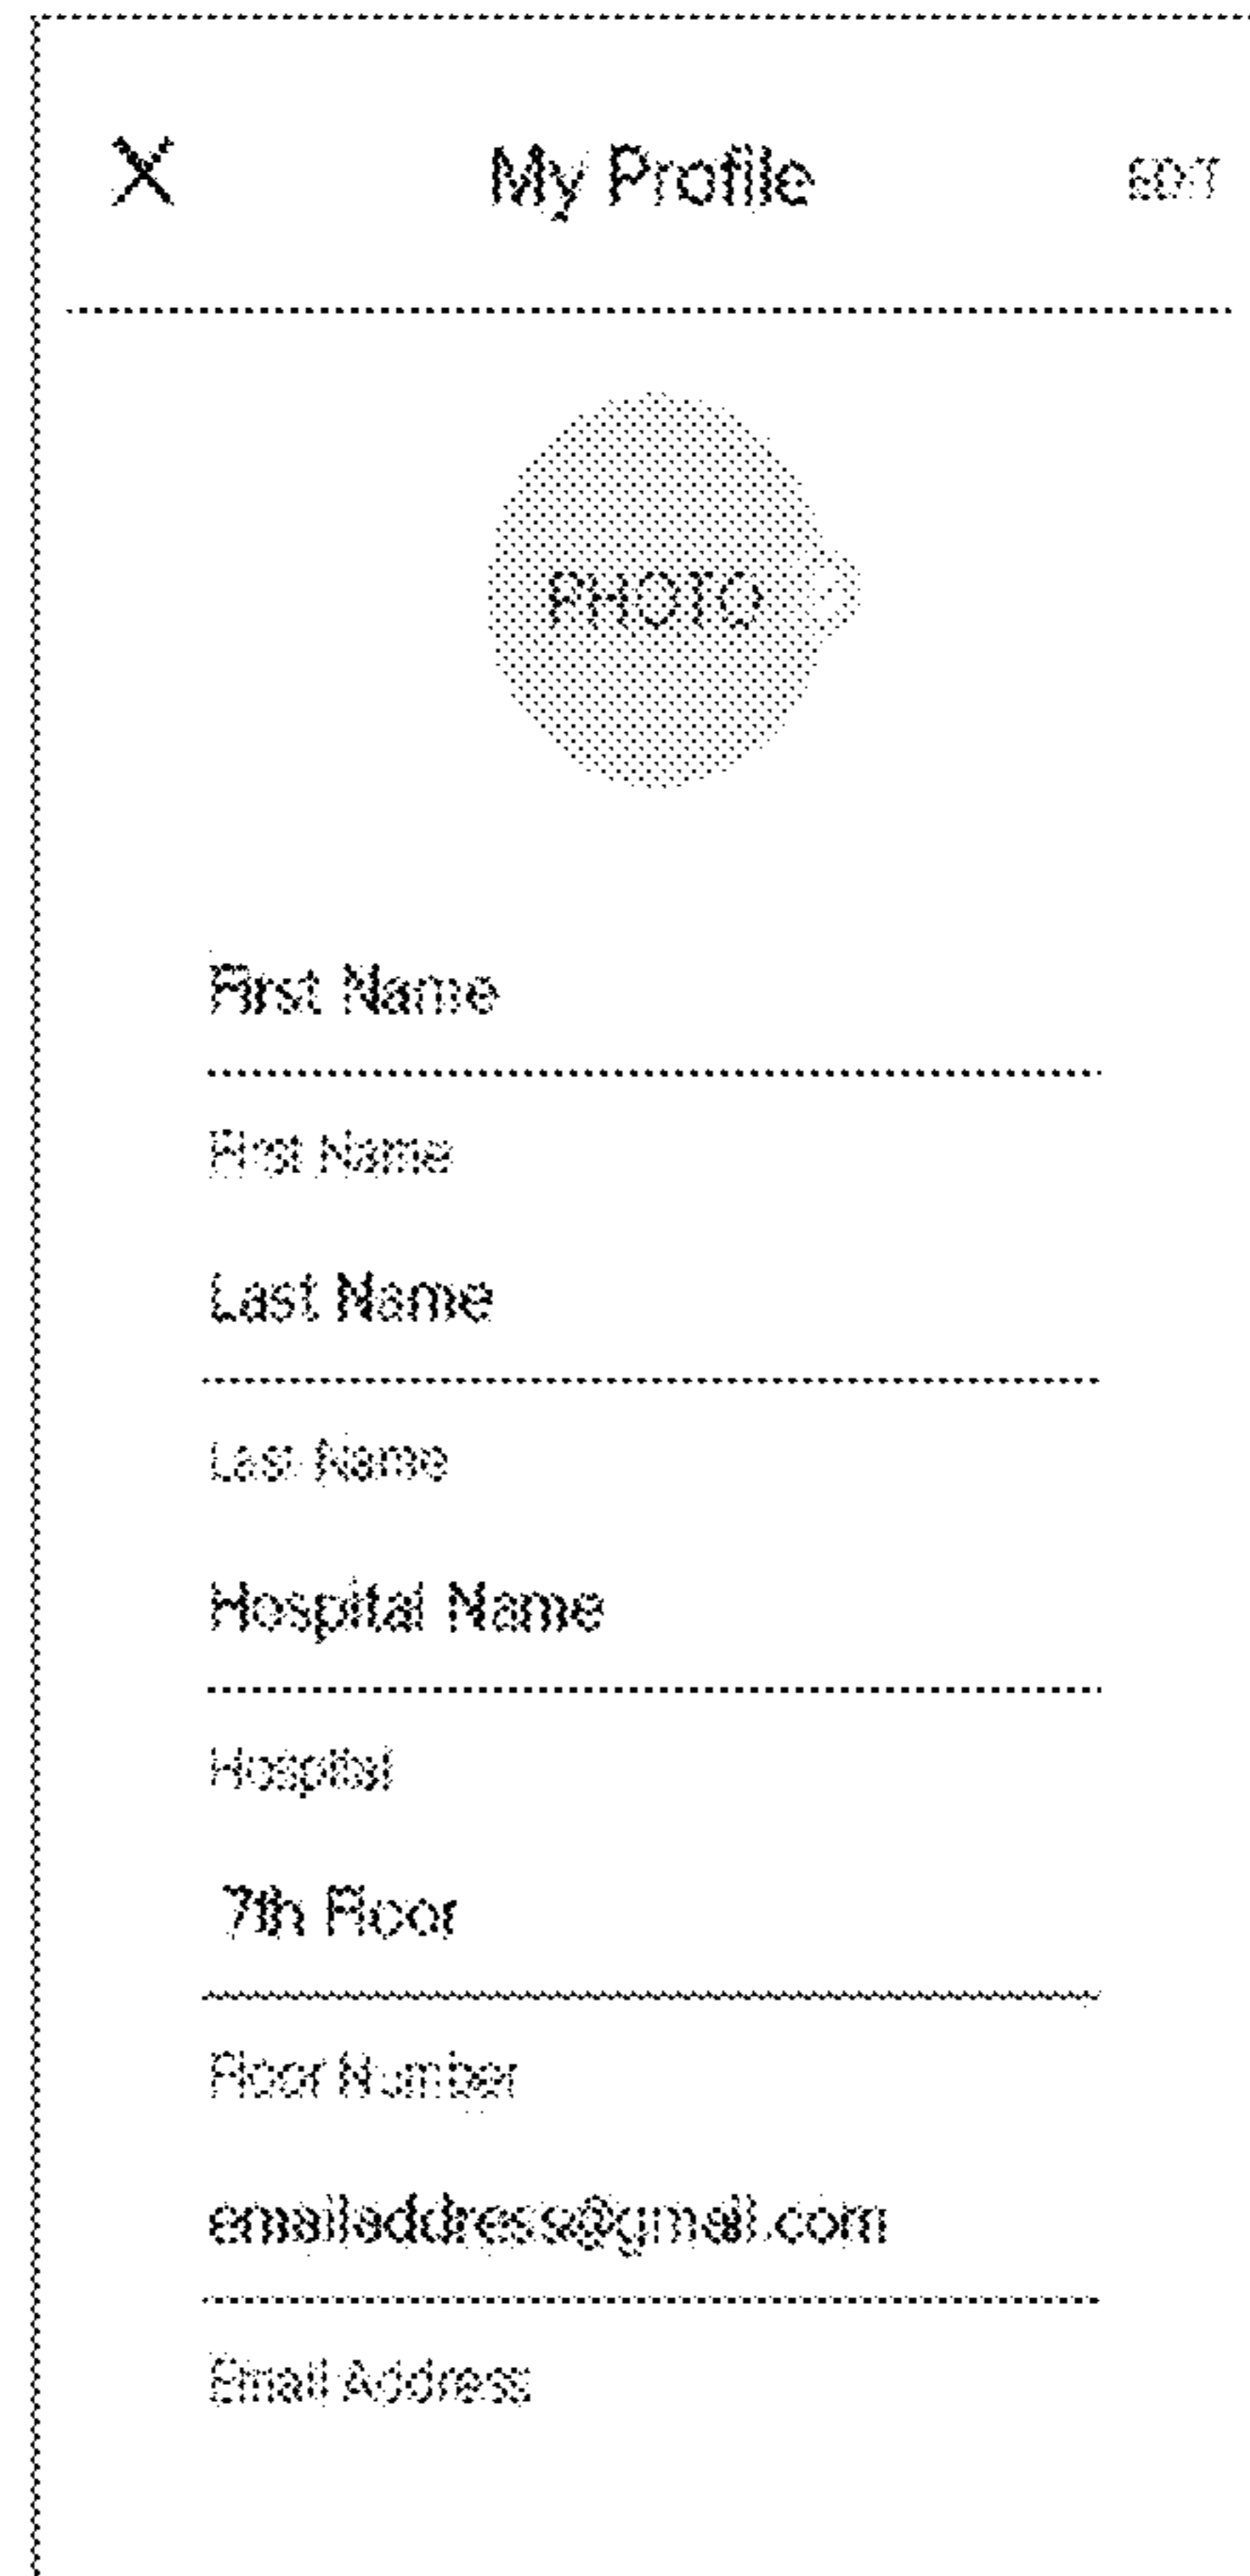 X My Profile EDIT
PHOTO
First Name
First Name
Last Name
Last Name
Hospital Name
Hospital
7th Floor
Floor Number
emailaddress@gmail.com
Email Address